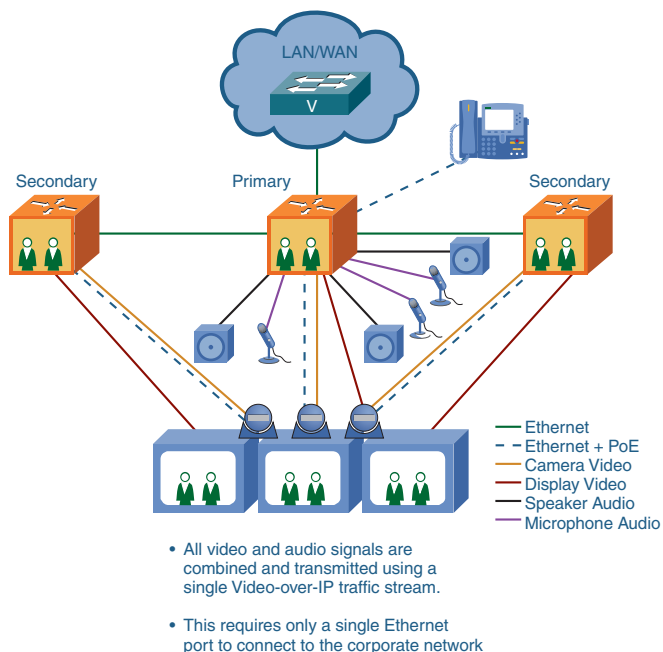 LAN/WAN
V
Secondary
Primary
Secondary
Ethernet
Ethernet + PoE
Camera Video
Display Video
Speaker Audio
Microphone Audio
• All video and audio signals are
combined and transmitted using a
single Video-over-IP traffic stream.
• This requires only a single Ethernet
port to connect to the corporate network